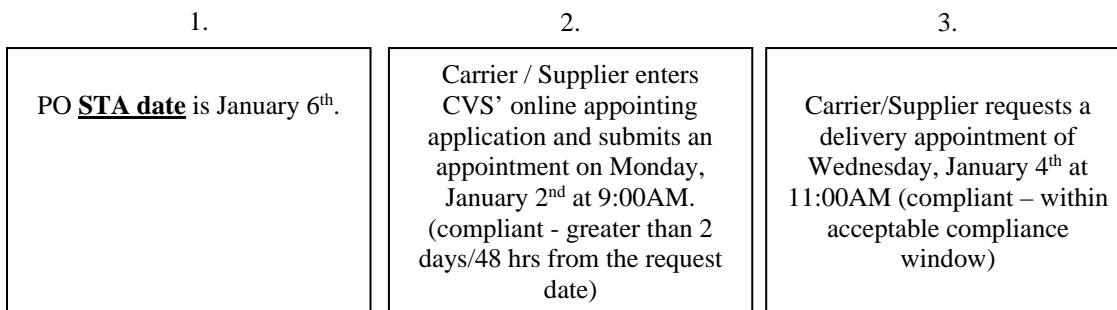 1.
PO STA date is January 6th.
2.
Carrier / Supplier enters
CVS’ online appointing
application and submits an
appointment on Monday,
January 2nd at 9:00AM.
(compliant - greater than 2
days/48 hrs from the request
date)
3.
Carrier/Supplier requests a
delivery appointment of
Wednesday, January 4th at
11:00AM (compliant – within
acceptable compliance
window)